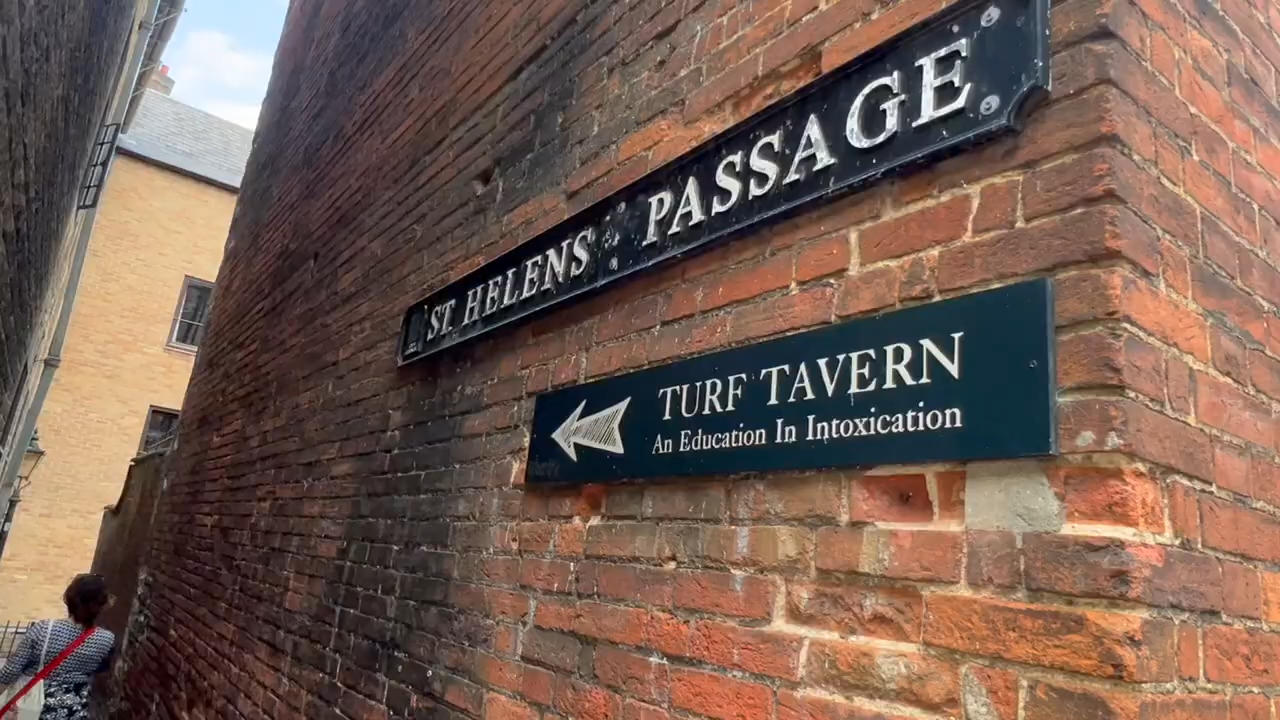 ST. HELENS' PASSAGE
TURF TAVERN
An Education In Intoxication